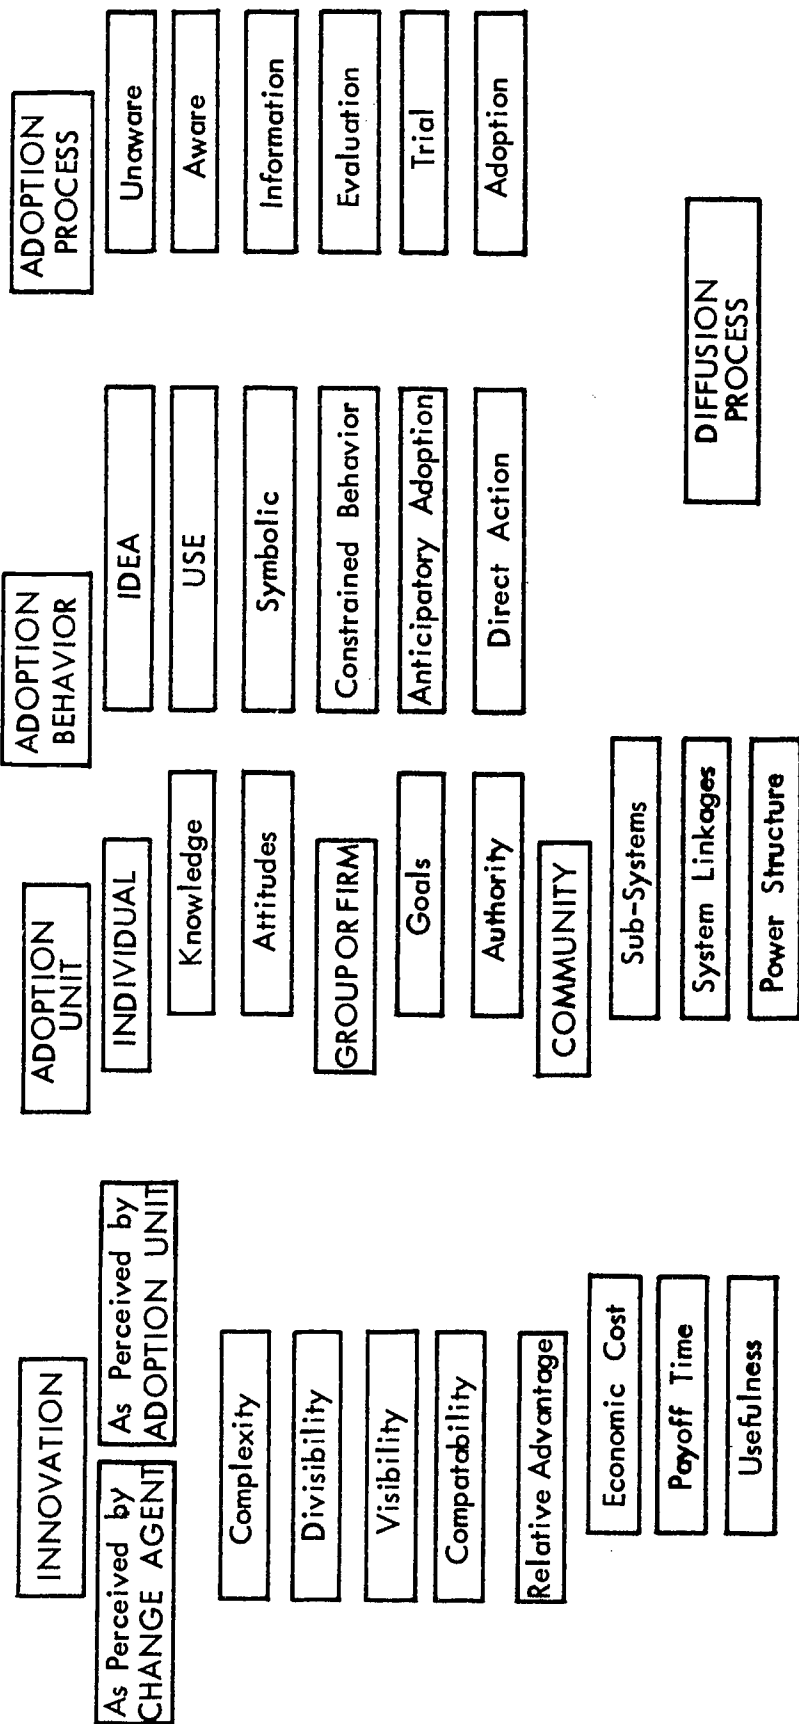 INNOVATION
As Perceived by
CHANGE AGENT
As Perceived by
ADOPTION UNIT
Complexity
Divisibility
Visibility
Compatability
Relative Advantage
Economic Cost
Payoff Time
Usefulness
ADOPTION
UNIT
INDIVIDUAL
Knowledge
Attitudes
GROUP OR FIRM
Goals
Authority
COMMUNITY
Sub-Systems
System Linkages
Power Structure
ADOPTION
BEHAVIOR
IDEA
USE
Symbolic
Constrained Behavior
Anticipatory Adoption
Direct Action
ADOPTION
PROCESS
Unaware
Aware
Information
Evaluation
Trial
Adoption
DIFFUSION
PROCESS